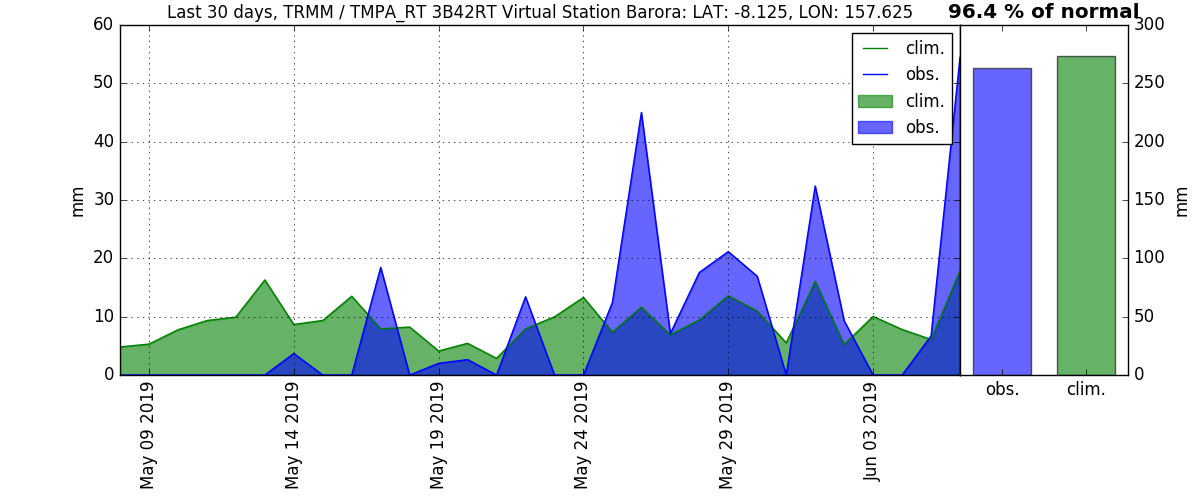 Last 30 days, TRMM / TMPA_RT 3B42RT Virtual Station Barora: LAT: -8.125, LON: 157.625
96.4 % of normal
60
50
40
30
20
10
0
mm
clim.
obs.
clim.
obs.
300
250
200
150
100
50
0
mm
May 09 2019
May 14 2019
May 19 2019
May 24 2019
May 29 2019
Jun 03 2019
obs.
clim.